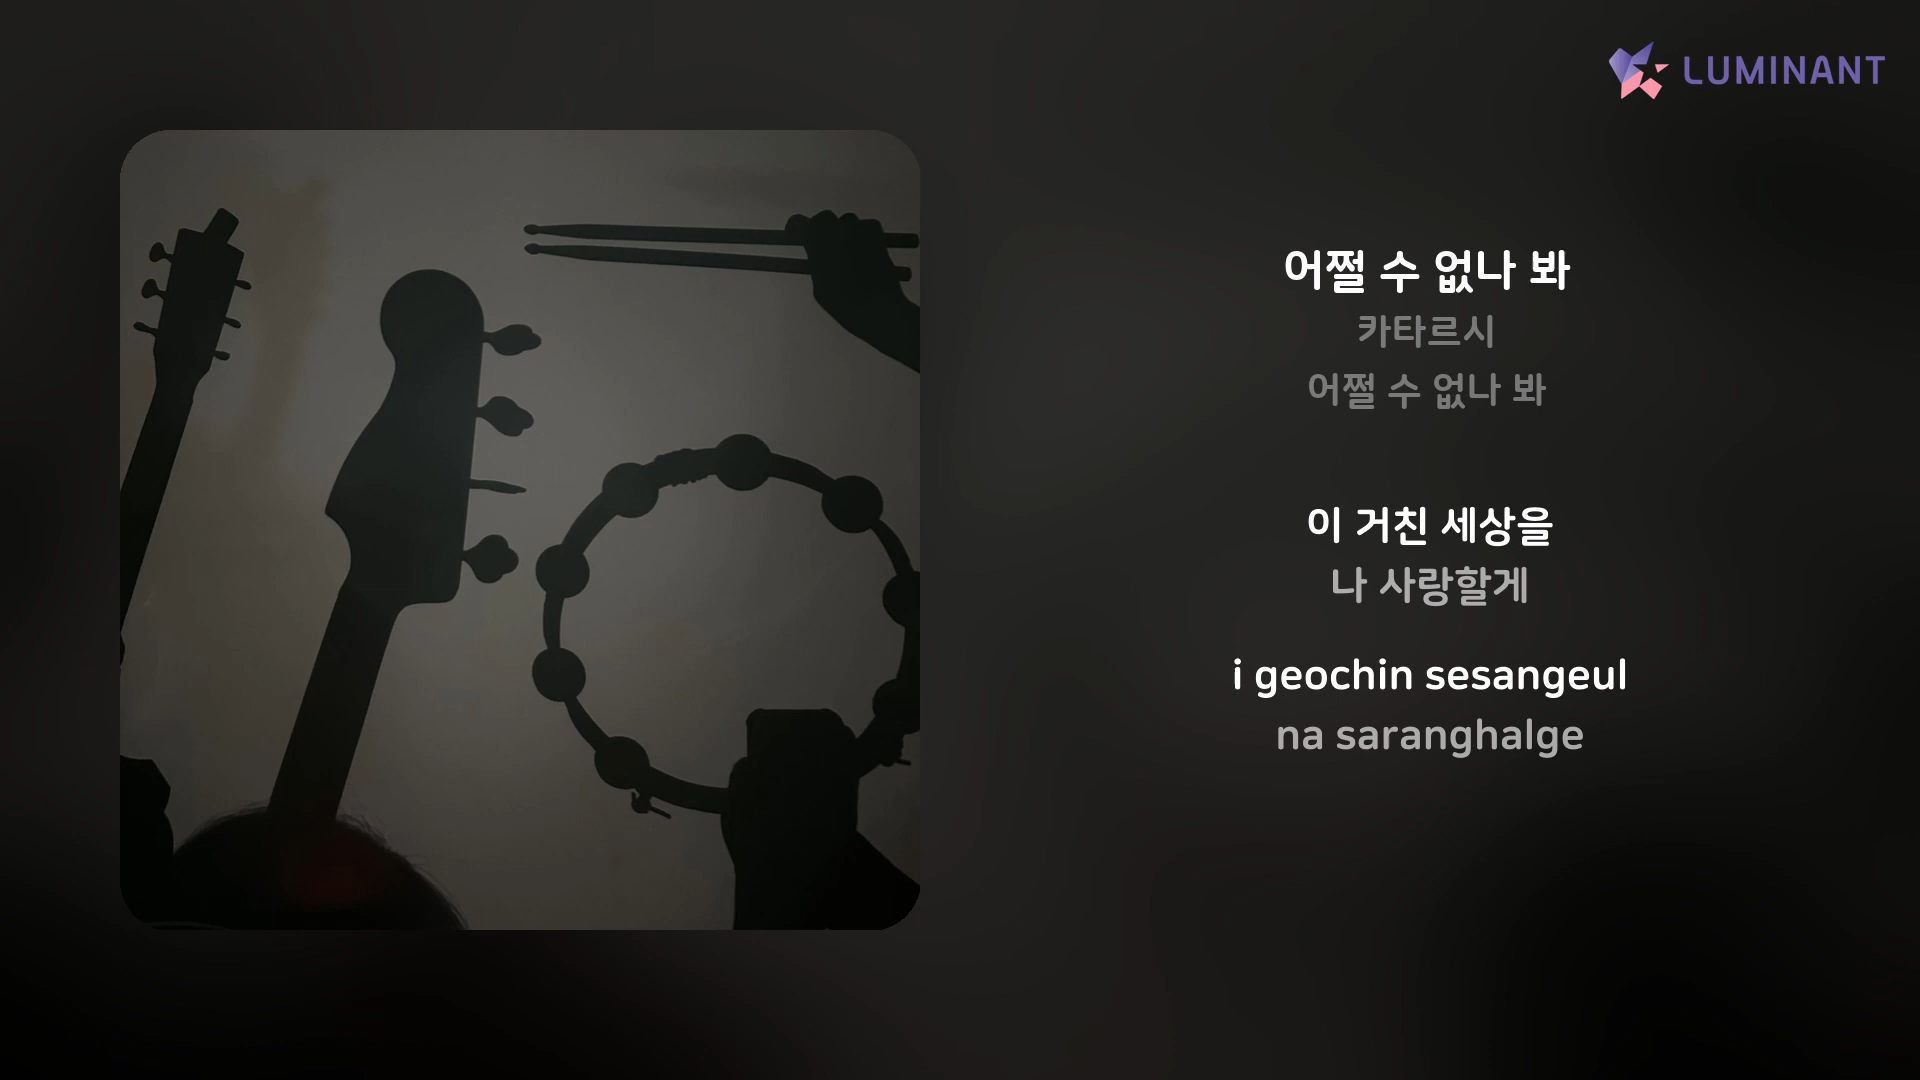 LUMINANT
어쩔 수 없나 봐
카타르시
어쩔 수 없나 봐
이 거친 세상을
나 사랑할게
i geochin sesangeul
na saranghalge